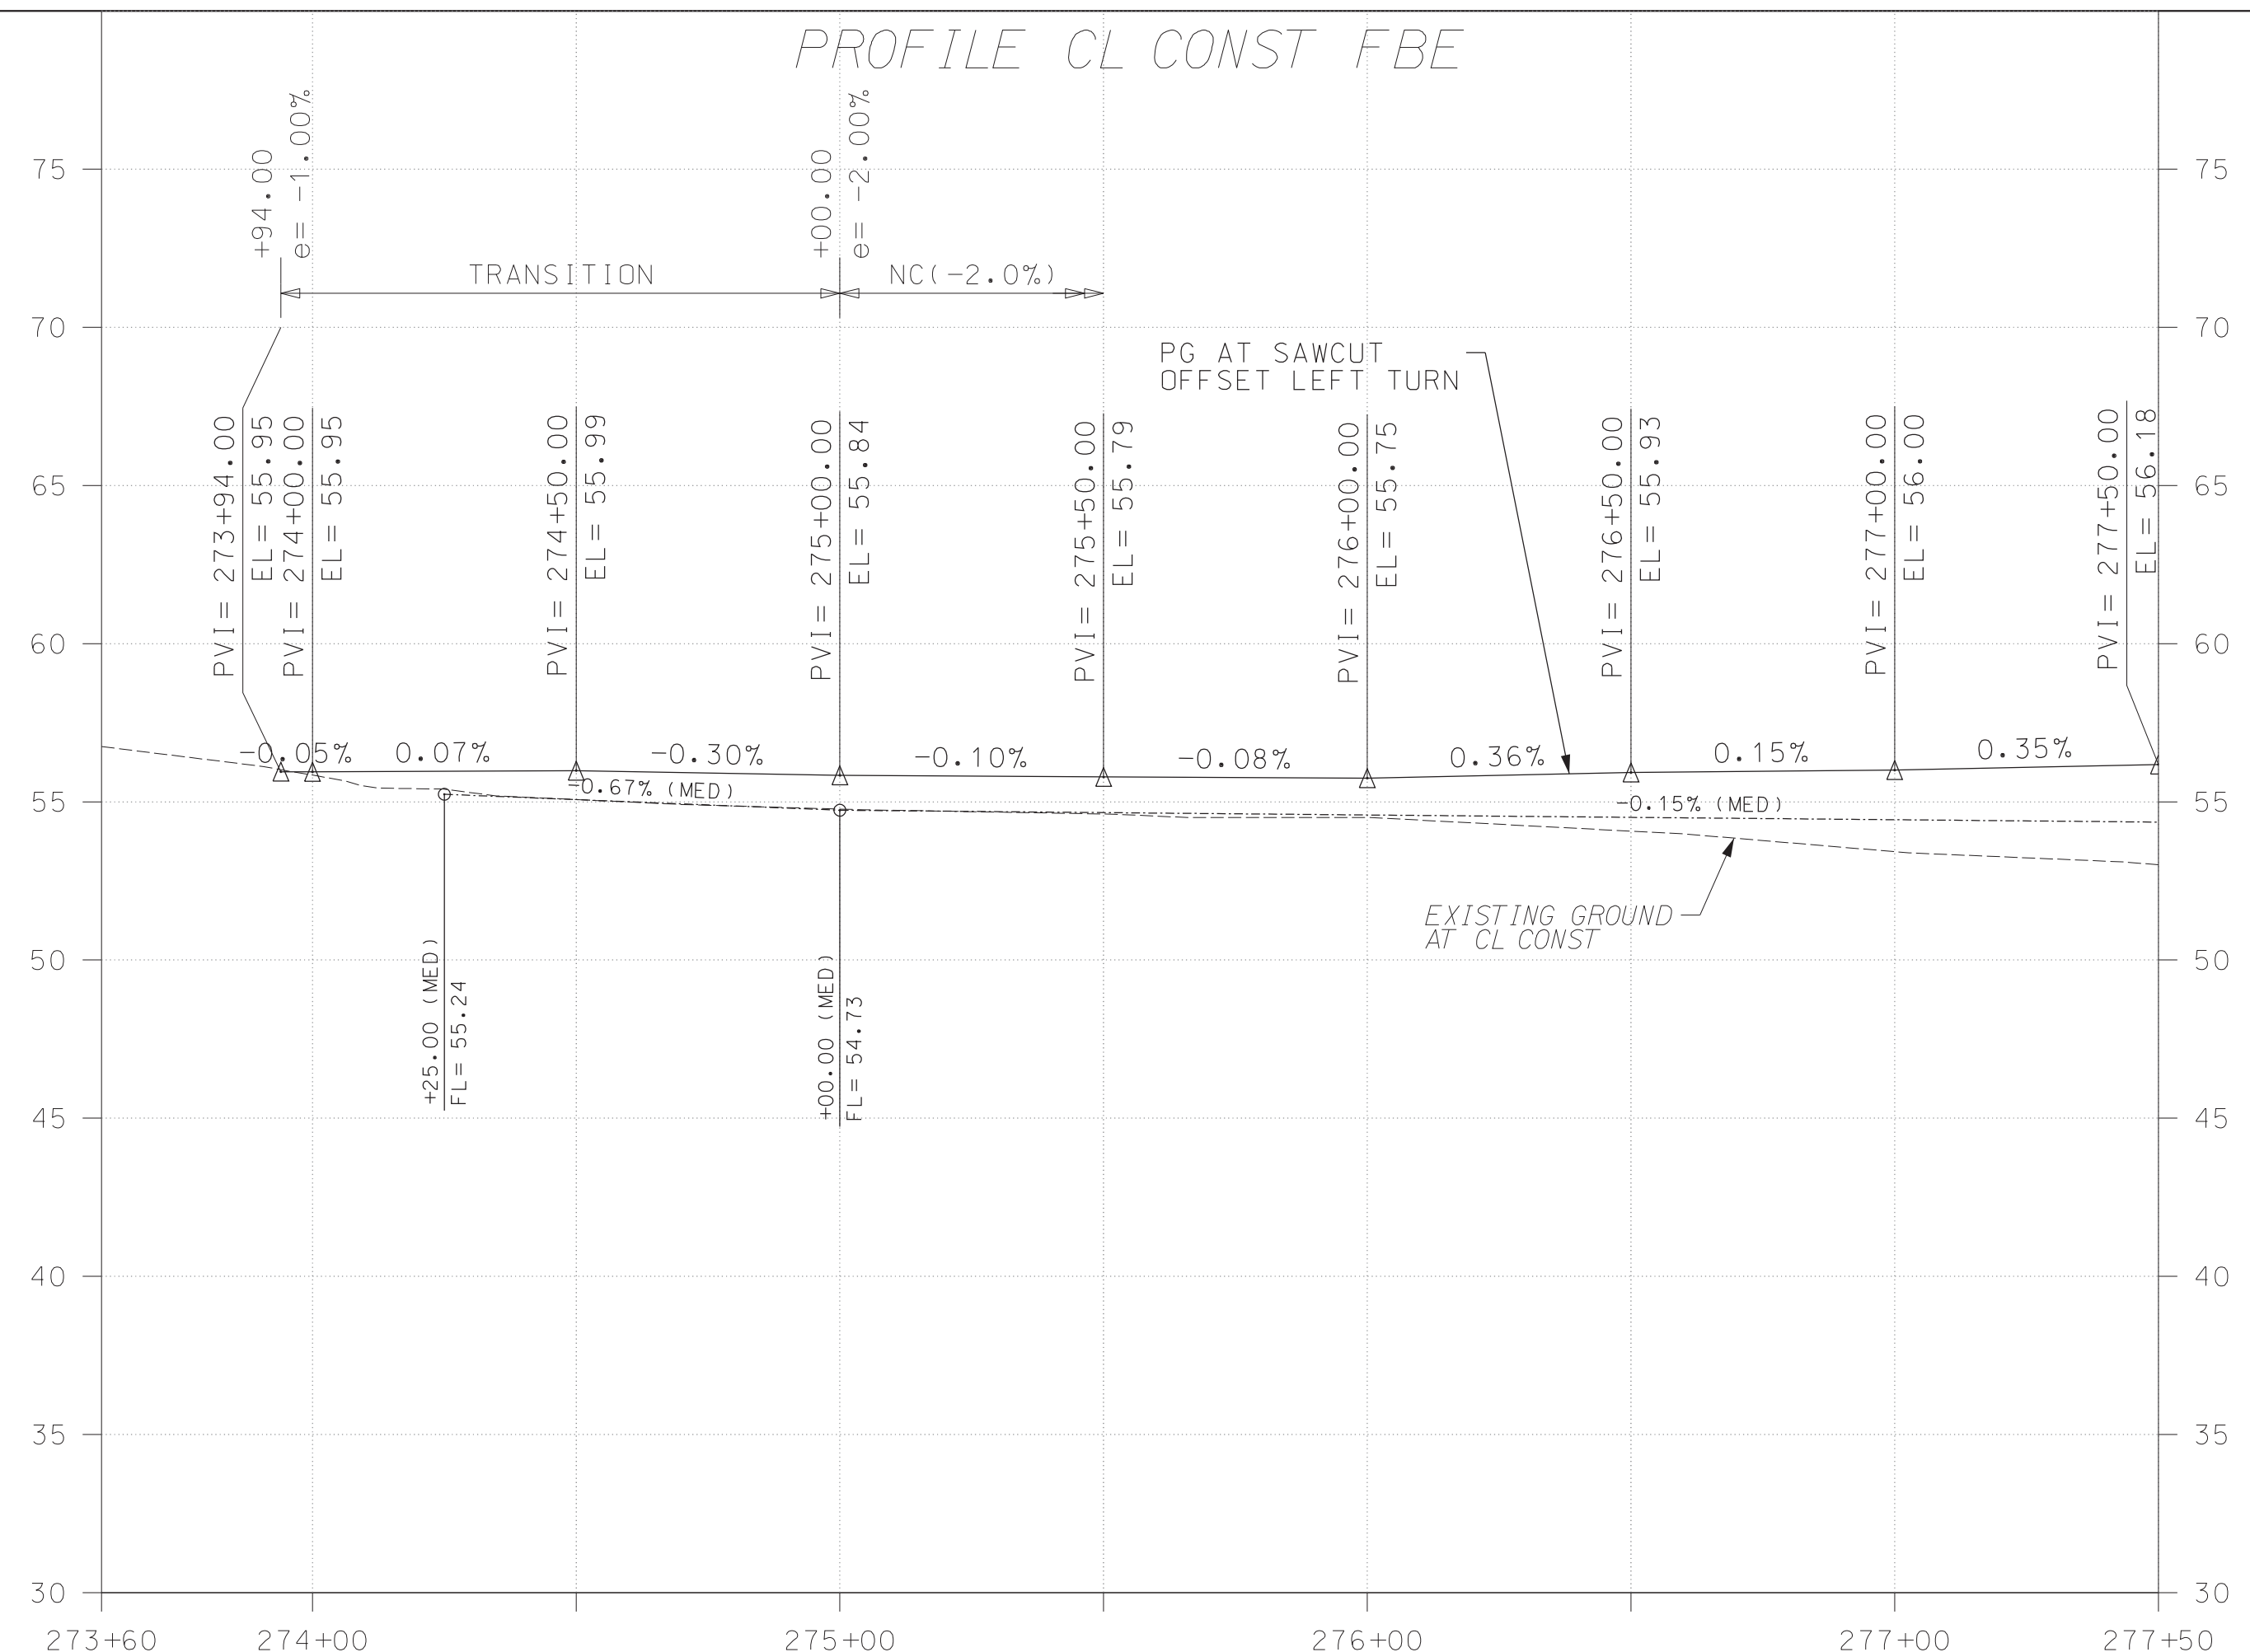 PROFILE CL CONST FBE
+94.00
e= -1.00%
+00.00
e= -2.00%
TRANSITION
NC(-2.0%)
PG AT SAWCUT
OFFSET LEFT TURN
PVI= 273+94.00
EL= 55.95
PVI= 274+00.00
EL= 55.95
PVI= 274+50.00
EL= 55.99
PVI= 275+00.00
EL= 55.84
PVI= 275+50.00
EL= 55.79
PVI= 276+00.00
EL= 55.75
PVI= 276+50.00
EL= 55.93
PVI= 277+00.00
EL= 56.00
PVI= 277+50.00
EL= 56.18
-0.05%
0.07%
-0.30%
-0.10%
-0.08%
0.36%
0.15%
0.35%
-0.67% (MED)
-0.15% (MED)
EXISTING GROUND
AT CL CONST
+25.00 (MED)
FL= 55.24
+00.00 (MED)
FL= 54.73
75
70
65
60
55
50
45
40
35
30
75
70
65
60
55
50
45
40
35
30
273+60
274+00
275+00
276+00
277+00
277+50